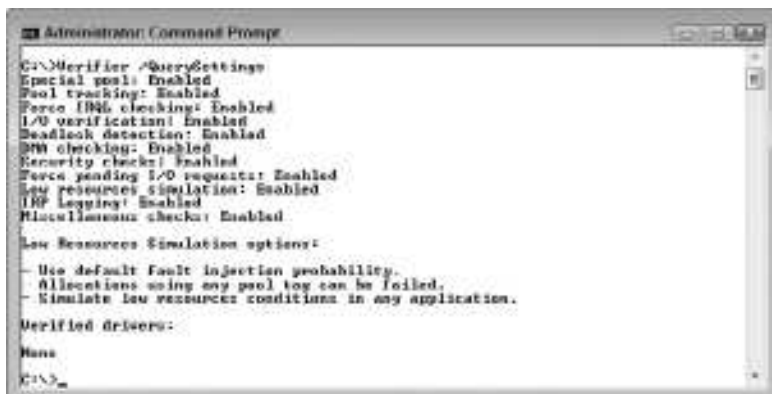 Administrator: Command Prompt
C:\>Verifier /QuerySettings
Special pool: Enabled
Pool tracking: Enabled
Force IRQL checking: Enabled
I/O verification: Enabled
Deadlock detection: Enabled
DMA checking: Enabled
Security checks: Enabled
Force pending I/O requests: Enabled
Low resources simulation: Enabled
IRP Logging: Enabled
Miscellaneous checks: Enabled
Low Resources Simulation options:
- Use default fault injection probability.
- Allocations using any pool tag can be failed.
- Simulate low resources conditions in any application.
Verified drivers:
None
C:\>_